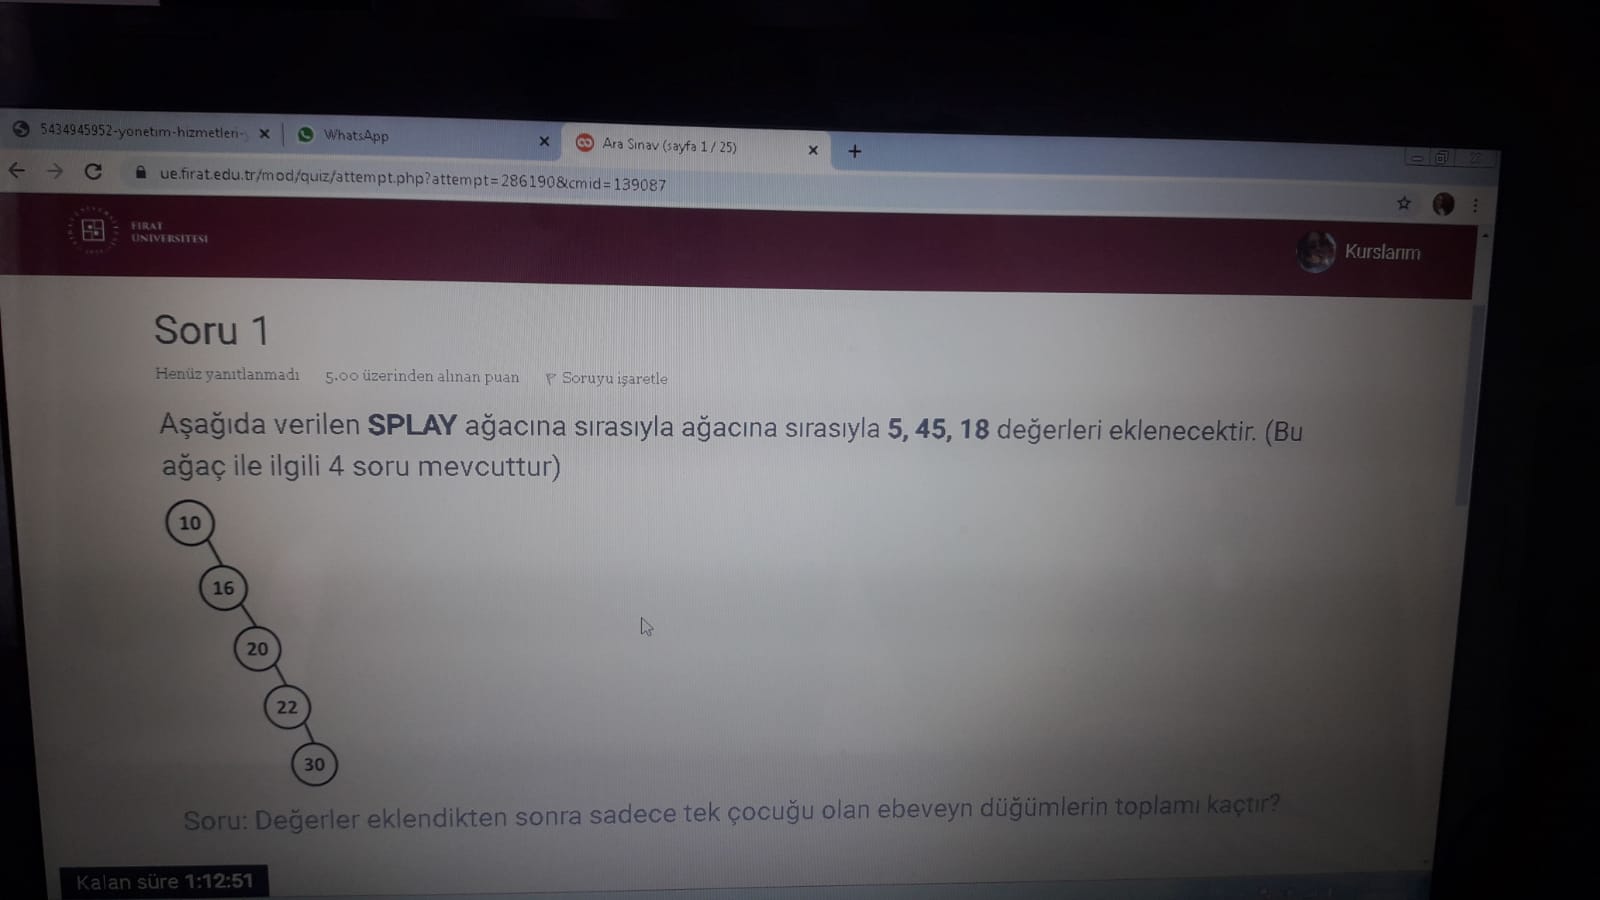 5434945952-yonetim-hizmetleri-
WhatsApp
Ara Sınav (sayfa 1 / 25)
ue.firat.edu.tr/mod/quiz/attempt.php?attempt=286190&cmid=139087
FIRAT
ÜNİVERSİTESİ
Kurslarım
Soru 1
Henüz yanıtlanmadı 5.00 üzerinden alınan puan Soruyu işaretle
Aşağıda verilen SPLAY ağacına sırasıyla ağacına sırasıyla 5, 45, 18 değerleri eklenecektir. (Bu
ağaç ile ilgili 4 soru mevcuttur)
10
16
20
22
30
Soru: Değerler eklendikten sonra sadece tek çocuğu olan ebeveyn düğümlerin toplamı kaçtır?
Kalan süre 1:12:51